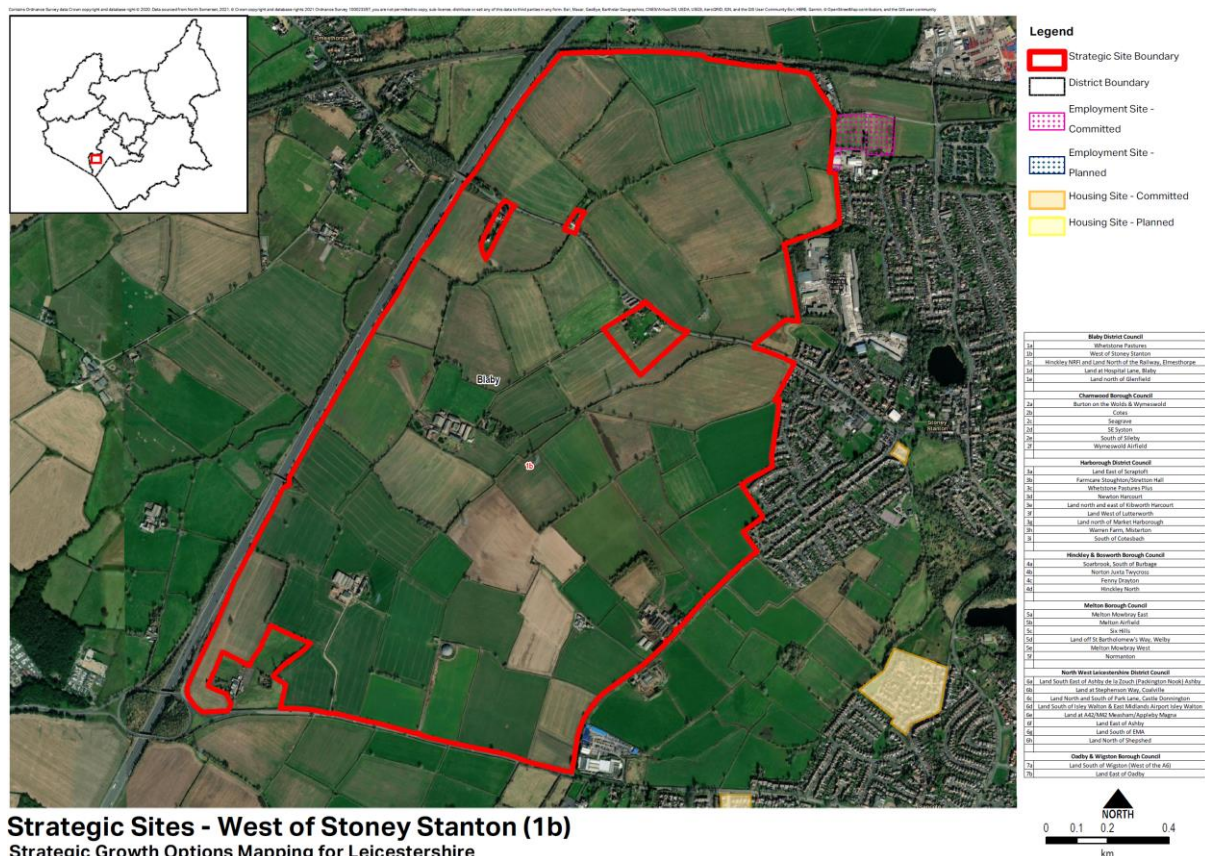 Legend
Strategic Site Boundary
District Boundary
Employment Site -
Committed
Employment Site -
Planned
Housing Site - Committed
Housing Site - Planned
Blaby
1b
Stoney
Stanton
Blaby District Council
1a Whetstone Pastures
1b West of Stoney Stanton
1c Hinckley NRFI and Land North of the Railway, Elmesthorpe
1d Land at Hospital Lane, Blaby
1e Land north of Glenfield
Charnwood Borough Council
2a Burton on the Wolds & Wymeswold
2b Cotes
2c Seagrave
2d SE Syston
2e South of Sileby
2f Wymeswold Airfield
Harborough District Council
3a Land East of Scraptoft
3b Farmcare Stoughton/Stretton Hall
3c Whetstone Pastures Plus
3d Newton Harcourt
3e Land north and east of Kibworth Harcourt
3f Land West of Lutterworth
3g Land north of Market Harborough
3h Warren Farm, Misterton
3i South of Cotesbach
Hinckley & Bosworth Borough Council
4a Soarbrook, South of Burbage
4b Norton Juxta Twycross
4c Fenny Drayton
4d Hinckley North
Melton Borough Council
5a Melton Mowbray East
5b Melton Airfield
5c Six Hills
5d Land off St Bartholomew's Way, Welby
5e Melton Mowbray West
5f Normanton
North West Leicestershire District Council
6a Land South East of Ashby de la Zouch (Packington Nook) Ashby
6b Land at Stephenson Way, Coalville
6c Land North and South of Park Lane, Castle Donnington
6d Land South of Isley Walton & East Midlands Airport Isley Walton
6e Land at A42/M42 Measham/Appleby Magna
6f Land East of Ashby
6g Land South of EMA
6h Land North of Shepshed
Oadby & Wigston Borough Council
7a Land South of Wigston (West of the A6)
7b Land East of Oadby
NORTH
0 0.1 0.2 0.4
km
Strategic Sites - West of Stoney Stanton (1b)
Strategic Growth Options Mapping for Leicestershire